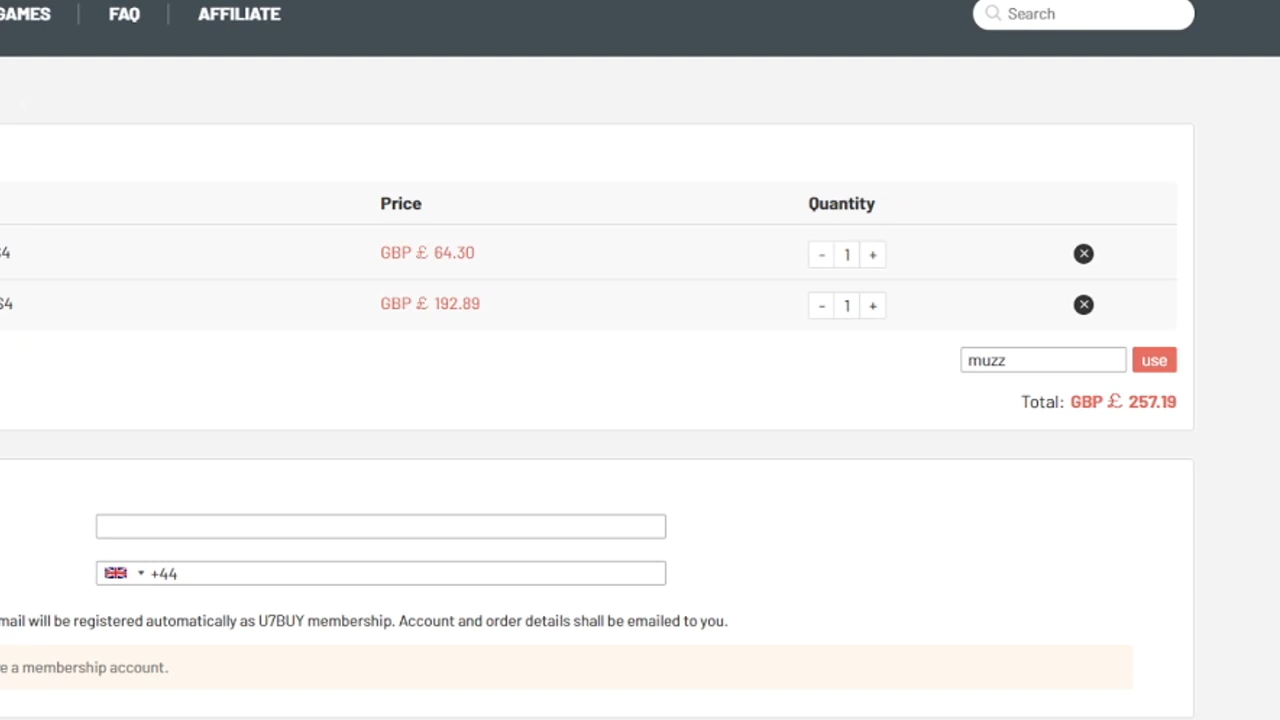 GAMES FAQ AFFILIATE Search
Price Quantity
GBP £ 64.30 - 1 +
GBP £ 192.89 - 1 +
muzz use
Total: GBP £ 257.19
+44
mail will be registered automatically as U7BUY membership. Account and order details shall be emailed to you.
e a membership account.